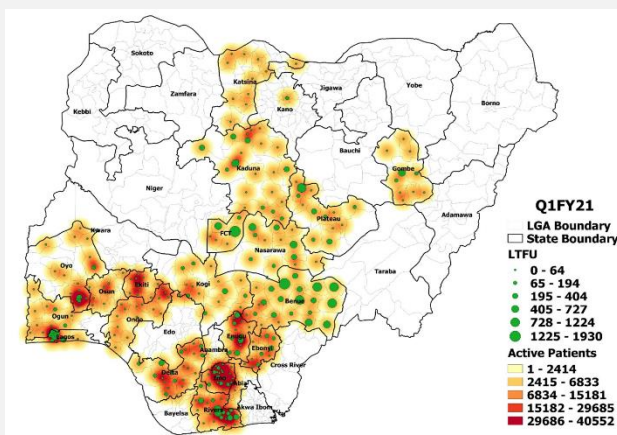 Sokoto
Katsina
Jigawa
Yobe
Zamfara
Kano
Borno
Kebbi
Kaduna
Bauchi
Gombe
Niger
Adamawa
Plateau
FCT
Kwara
Nasarawa
Taraba
Oyo
Ekiti
Kogi
Osun
Benue
Ogun
Ondo
Edo
Enugu
Lagos
Anambra
Ebonyi
Cross River
Delta
Imo
Abia
Bayelsa
Rivers
Akwa Ibom
Q1FY21
LGA Boundary
State Boundary
LTFU
0 - 64
65 - 194
195 - 404
405 - 727
728 - 1224
1225 - 1930
Active Patients
1 - 2414
2415 - 6833
6834 - 15181
15182 - 29685
29686 - 40552